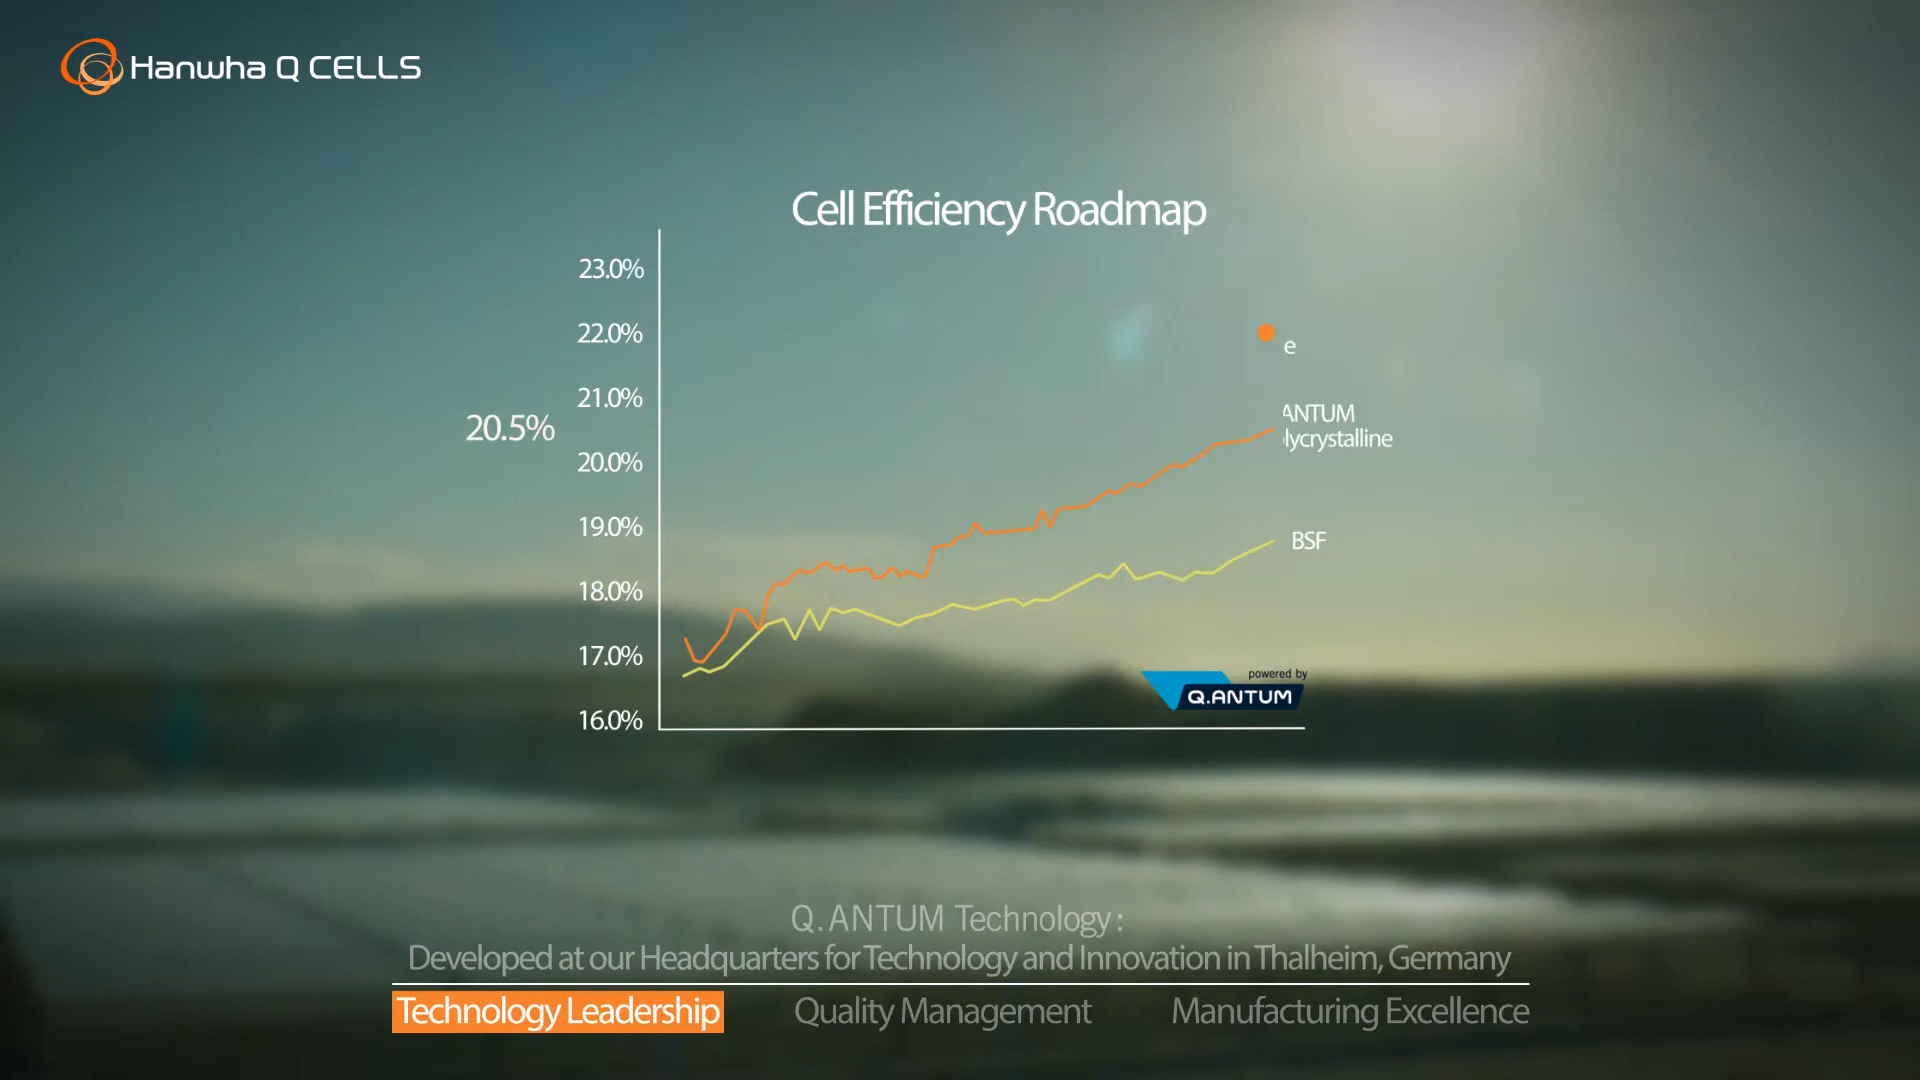 Hanwha Q CELLS
Cell Efficiency Roadmap
23.0%
22.0%
e
21.0%
20.5%
ANTUM
lycrystalline
20.0%
19.0%
BSF
18.0%
17.0%
powered by
Q.ANTUM
16.0%
Q.ANTUM Technology:
Developed at our Headquarters for Technology and Innovation in Thalheim, Germany
Technology Leadership
Quality Management
Manufacturing Excellence